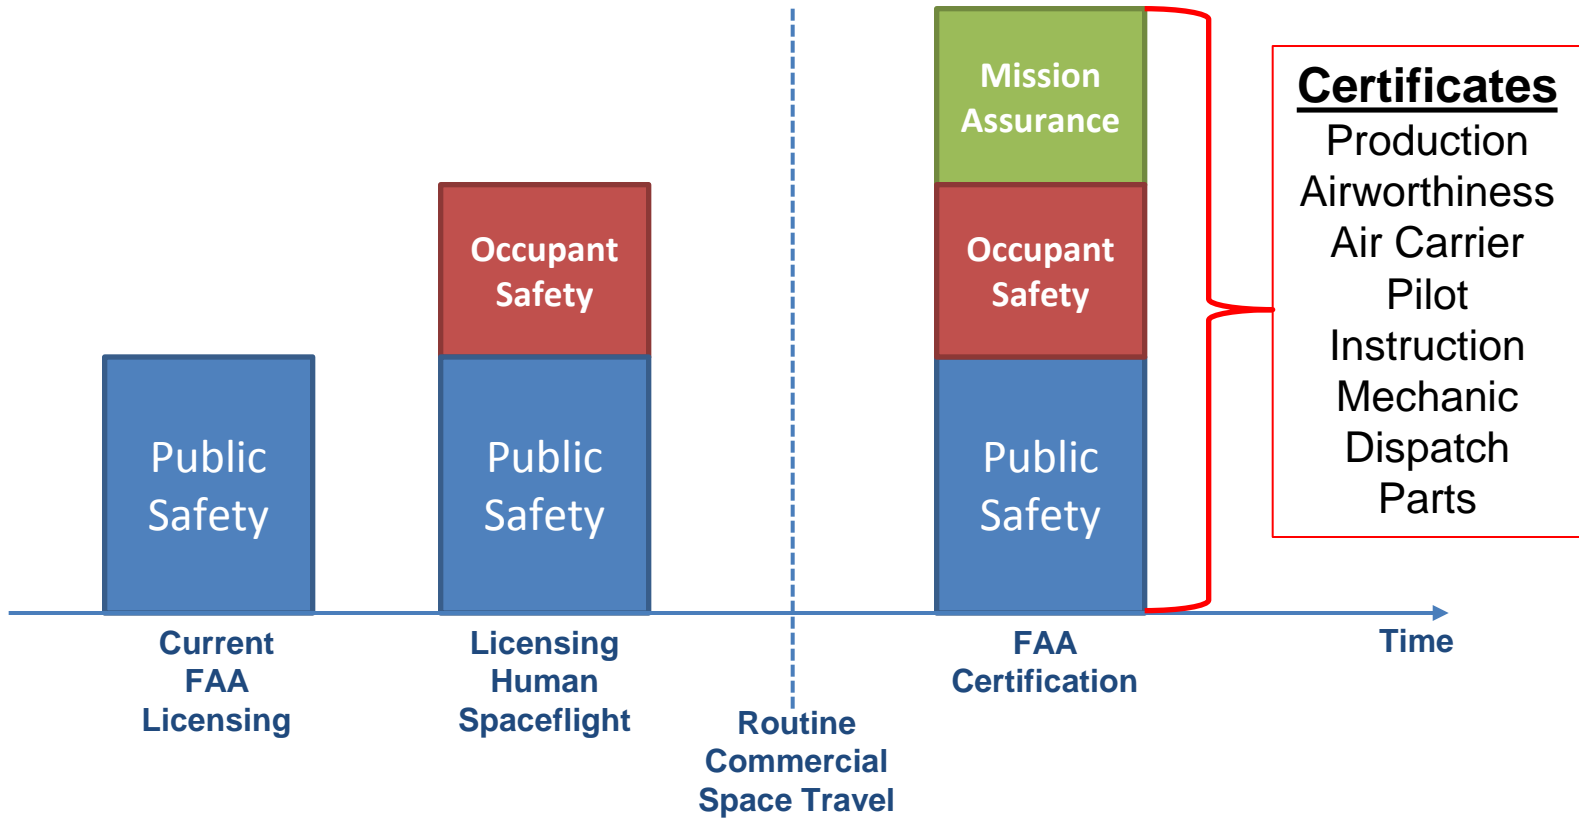 Mission
Assurance
Occupant
Safety
Occupant
Safety
Public
Safety
Public
Safety
Public
Safety
Certificates
Production
Airworthiness
Air Carrier
Pilot
Instruction
Mechanic
Dispatch
Parts
Current
FAA
Licensing
Licensing
Human
Spaceflight
Routine
Commercial
Space Travel
FAA
Certification
Time